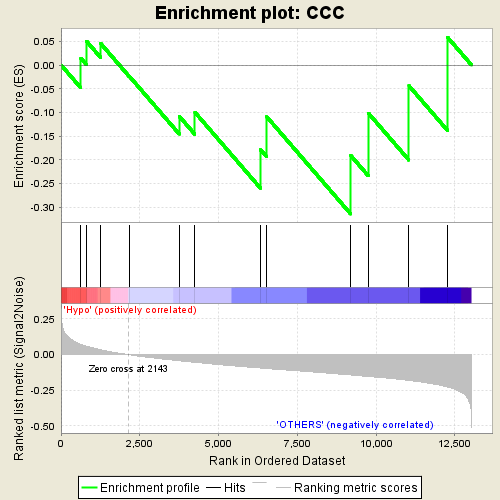 Enrichment plot: CCC
Enrichment score (ES)
0.05
0.00
-0.05
-0.10
-0.15
-0.20
-0.25
-0.30
'Hypo' (positively correlated)
Ranked list metric (Signal2Noise)
0.25
0.00
-0.25
-0.50
Zero cross at 2143
'OTHERS' (negatively correlated)
0 2,500 5,000 7,500 10,000 12,500
Rank in Ordered Dataset
Enrichment profile Hits Ranking metric scores